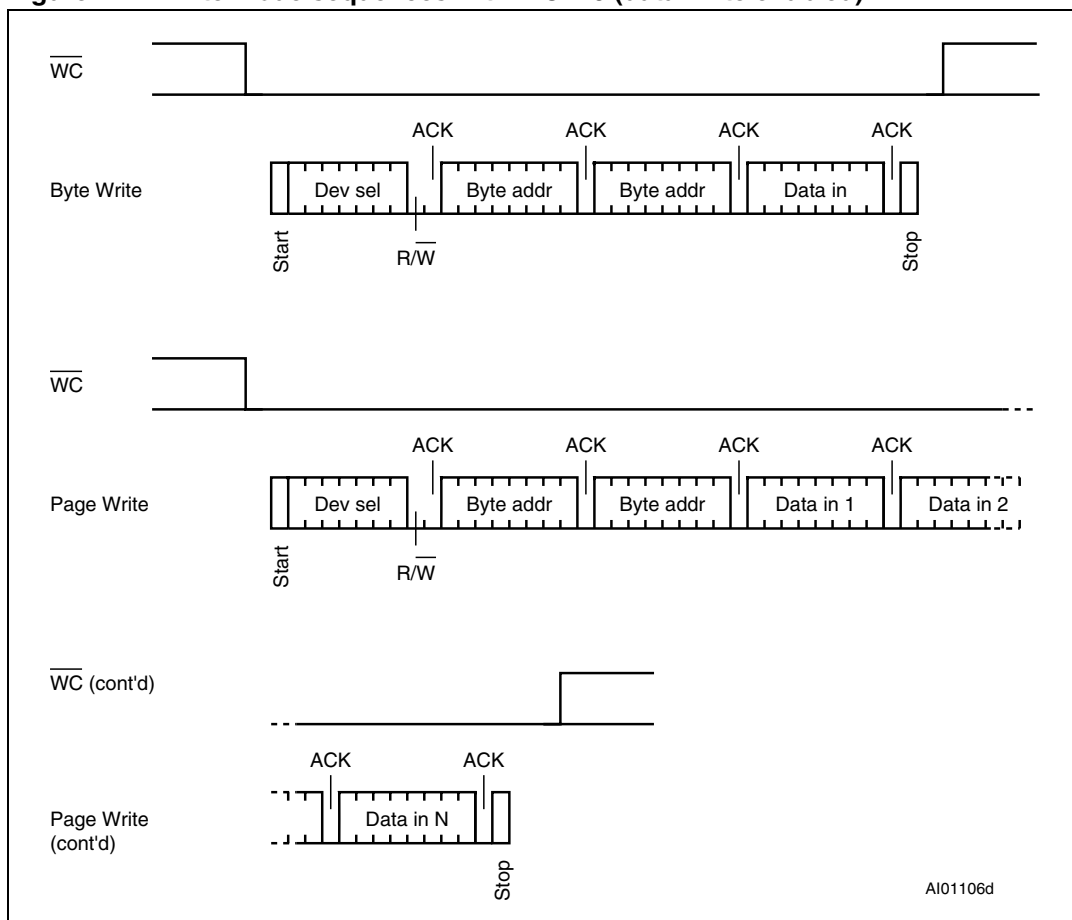 WC
ACK ACK ACK ACK
Byte Write
Dev sel Byte addr Byte addr Data in
Start R/W Stop
WC
ACK ACK ACK ACK
Page Write
Dev sel Byte addr Byte addr Data in 1 Data in 2
Start R/W
WC (cont'd)
ACK ACK
Page Write
(cont'd)
Data in N
Stop
AI01106d